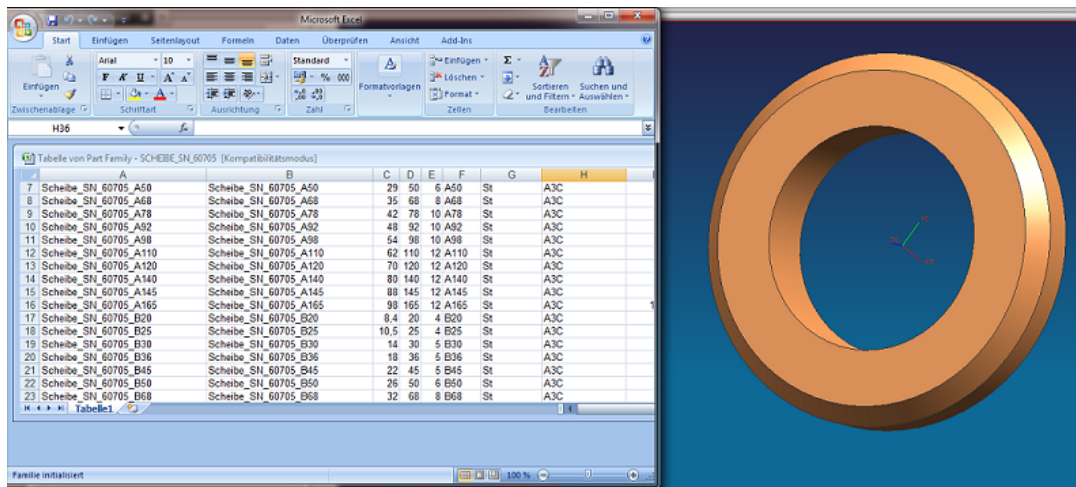 Microsoft Excel
Start Einfügen Seitenlayout Formeln Daten Überprüfen Ansicht Add-Ins
Arial 10 Standard Einfügen Σ
Einfügen F K U A A % 000 Formatvorlagen Löschen Sortieren und Filtern Suchen und Auswählen
A Format
Zwischenablage Schriftart Ausrichtung Zahl Zellen Bearbeiten
H36 fx
Tabelle von Part Family - SCHEIBE_SN_60705 [Kompatibilitätsmodus]
A B C D E F G H
7 Scheibe_SN_60705_A50 Scheibe_SN_60705_A50 29 50 6 A50 St A3C
8 Scheibe_SN_60705_A68 Scheibe_SN_60705_A68 35 68 8 A68 St A3C
9 Scheibe_SN_60705_A78 Scheibe_SN_60705_A78 42 78 10 A78 St A3C
10 Scheibe_SN_60705_A92 Scheibe_SN_60705_A92 48 92 10 A92 St A3C
11 Scheibe_SN_60705_A98 Scheibe_SN_60705_A98 54 98 10 A98 St A3C
12 Scheibe_SN_60705_A110 Scheibe_SN_60705_A110 62 110 12 A110 St A3C
13 Scheibe_SN_60705_A120 Scheibe_SN_60705_A120 70 120 12 A120 St A3C
14 Scheibe_SN_60705_A140 Scheibe_SN_60705_A140 80 140 12 A140 St A3C
15 Scheibe_SN_60705_A145 Scheibe_SN_60705_A145 88 145 12 A145 St A3C
16 Scheibe_SN_60705_A165 Scheibe_SN_60705_A165 98 165 12 A165 St A3C 1
17 Scheibe_SN_60705_B20 Scheibe_SN_60705_B20 8,4 20 4 B20 St A3C
18 Scheibe_SN_60705_B25 Scheibe_SN_60705_B25 10,5 25 4 B25 St A3C
19 Scheibe_SN_60705_B30 Scheibe_SN_60705_B30 14 30 5 B30 St A3C
20 Scheibe_SN_60705_B36 Scheibe_SN_60705_B36 18 36 5 B36 St A3C
21 Scheibe_SN_60705_B45 Scheibe_SN_60705_B45 22 45 5 B45 St A3C
22 Scheibe_SN_60705_B50 Scheibe_SN_60705_B50 26 50 6 B50 St A3C
23 Scheibe_SN_60705_B68 Scheibe_SN_60705_B68 32 68 8 B68 St A3C
Tabelle1
Familie initialisiert 100 %